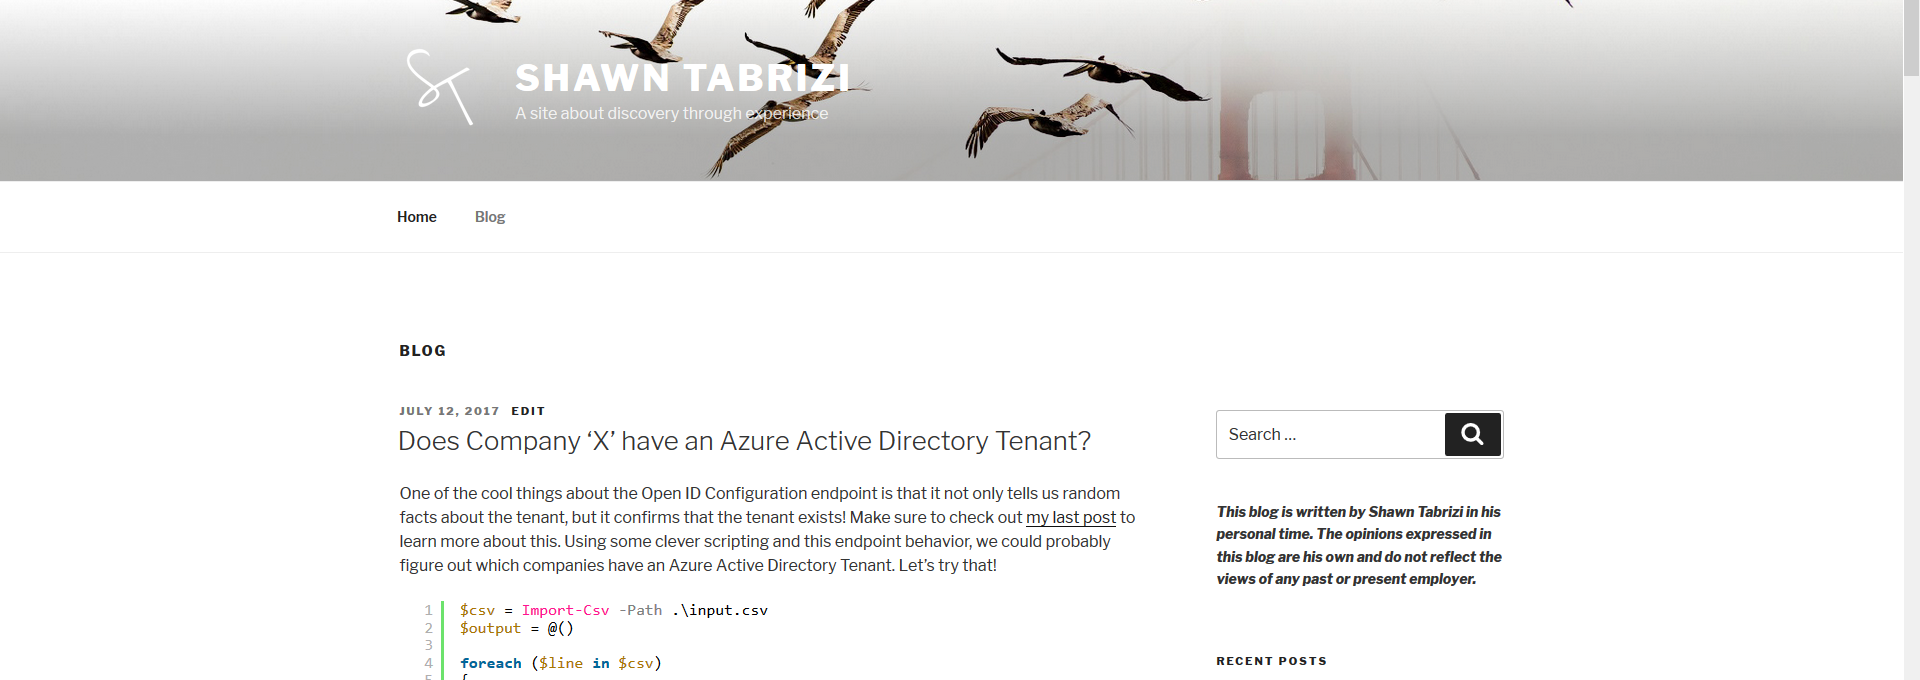 ST
SHAWN TABRIZI
A site about discovery through experience
Home
Blog
BLOG
JULY 12, 2017 EDIT
Does Company ‘X’ have an Azure Active Directory Tenant?
One of the cool things about the Open ID Configuration endpoint is that it not only tells us random
facts about the tenant, but it confirms that the tenant exists! Make sure to check out my last post to
learn more about this. Using some clever scripting and this endpoint behavior, we could probably
figure out which companies have an Azure Active Directory Tenant. Let’s try that!
1 $csv = Import-Csv -Path .\input.csv
2 $output = @()
3
4 foreach ($line in $csv)
5 {
Search …
This blog is written by Shawn Tabrizi in his
personal time. The opinions expressed in
this blog are his own and do not reflect the
views of any past or present employer.
RECENT POSTS